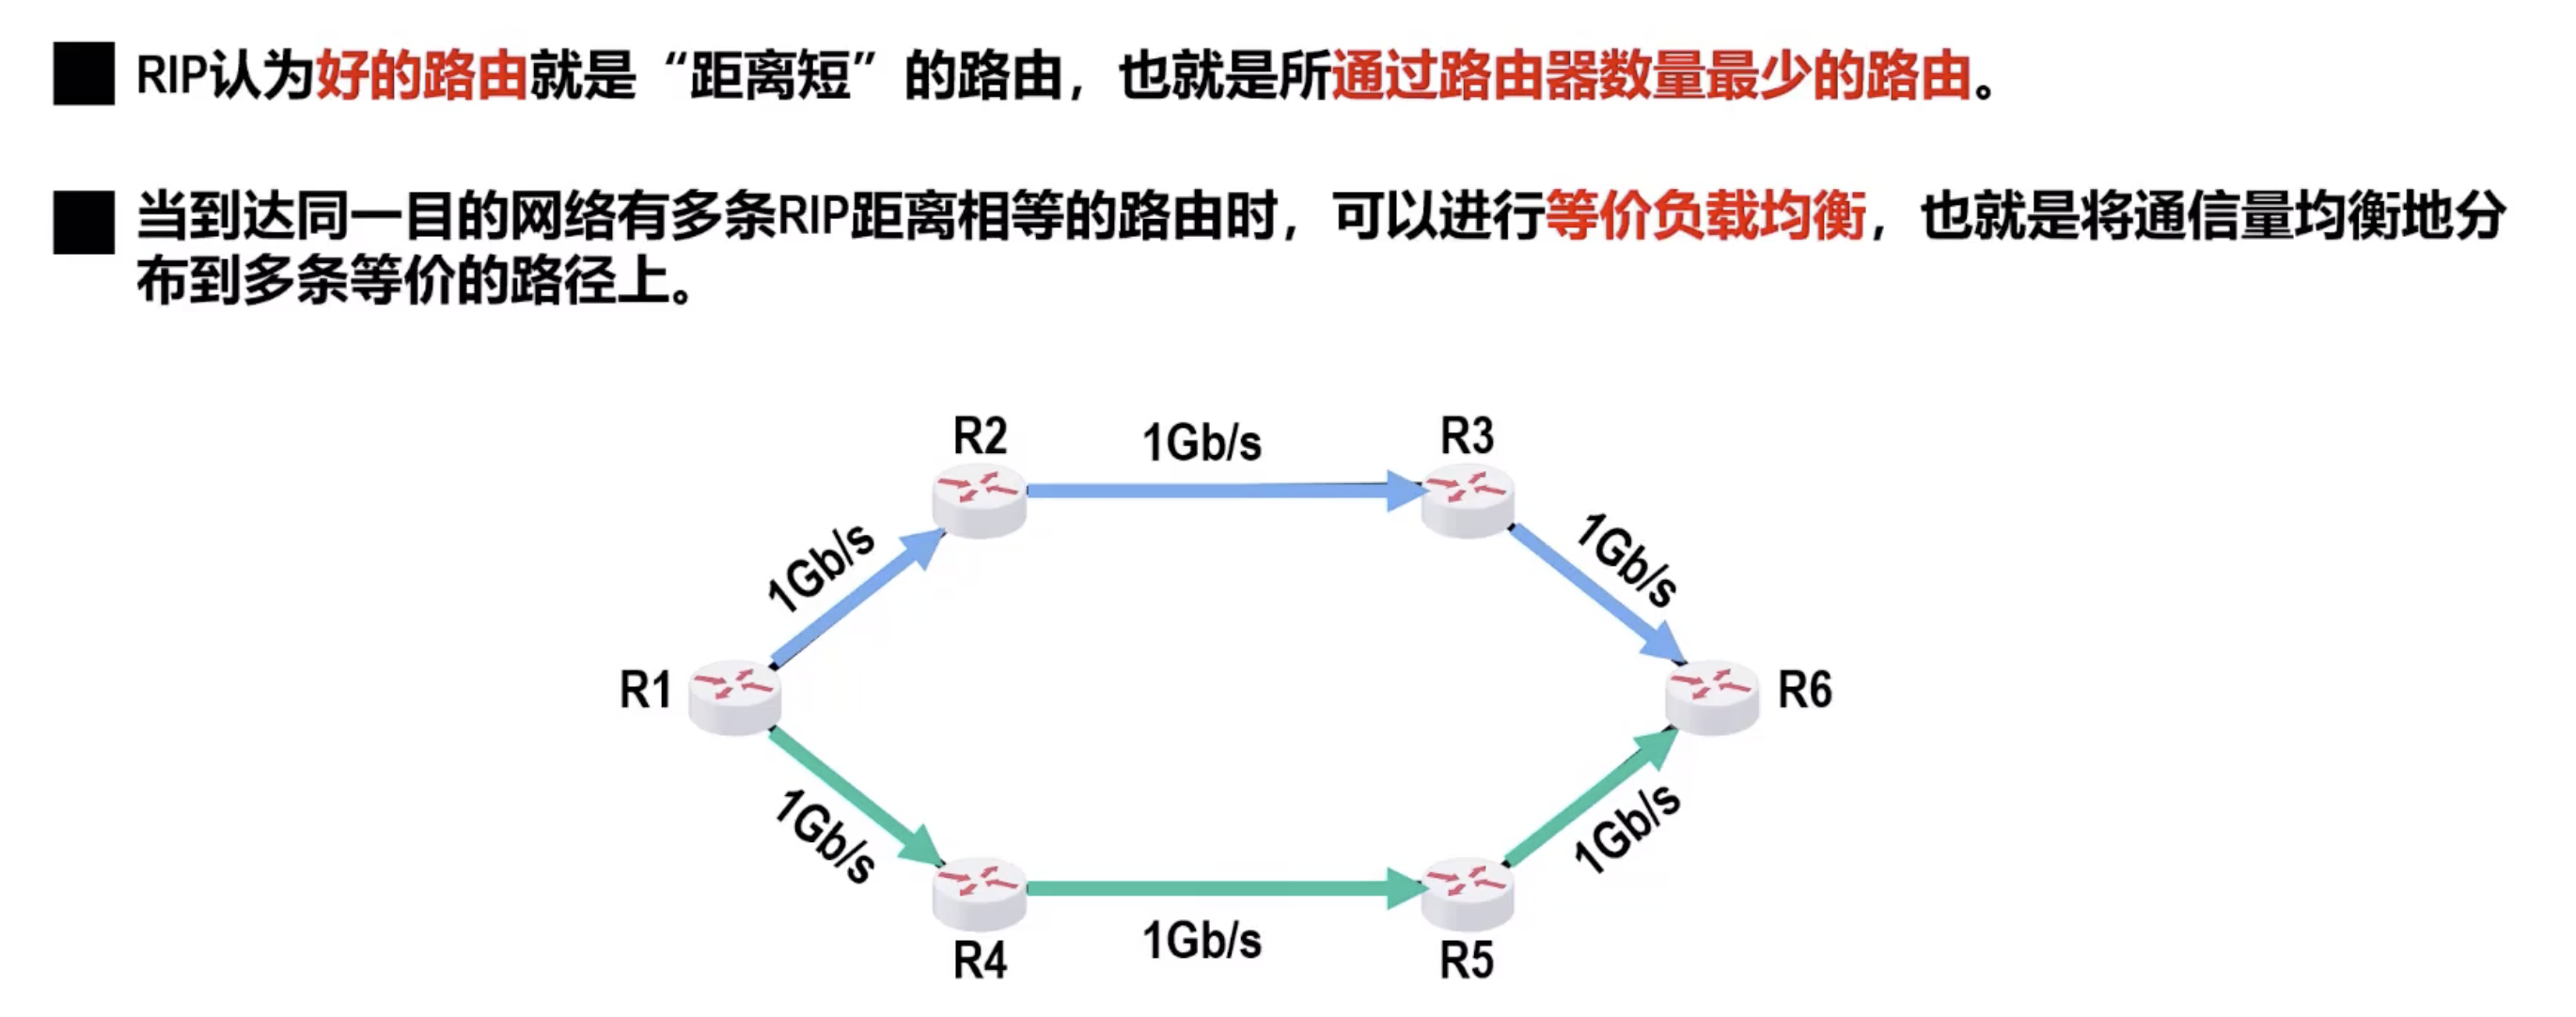 RIP认为好的路由就是“距离短”的路由，也就是所通过路由器数量最少的路由。
当到达同一目的网络有多条RIP距离相等的路由时，可以进行等价负载均衡，也就是将通信量均衡地分
布到多条等价的路径上。
R2
1Gb/s
R3
1Gb/s
1Gb/s
R1
R6
1Gb/s
1Gb/s
R4
1Gb/s
R5